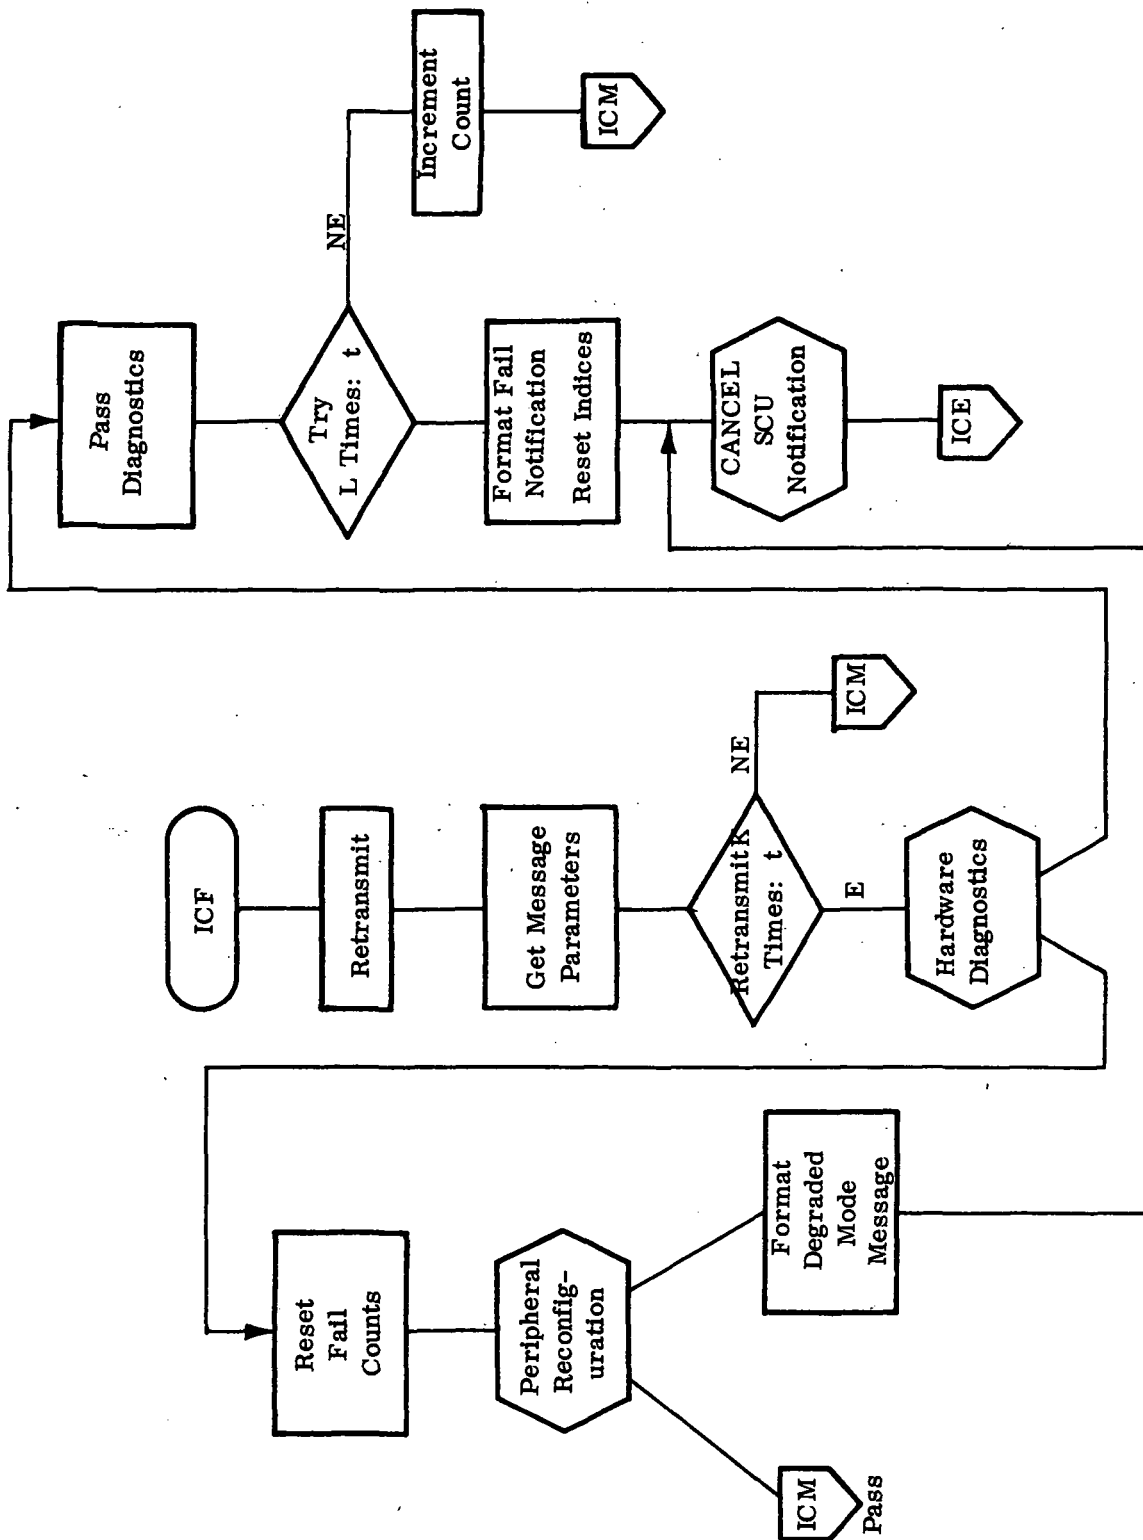 ICF
Retransmit
Get Message
Parameters
Retransmit K
Times: t
NE
ICM
E
Hardware
Diagnostics
Reset
Fail
Counts
Peripheral
Reconfig-
uration
ICM
Pass
Format
Degraded
Mode
Message
Pass
Diagnostics
Try
L Times: t
NE
Increment
Count
ICM
Format Fail
Notification
Reset Indices
CANCEL
SCU
Notification
ICE